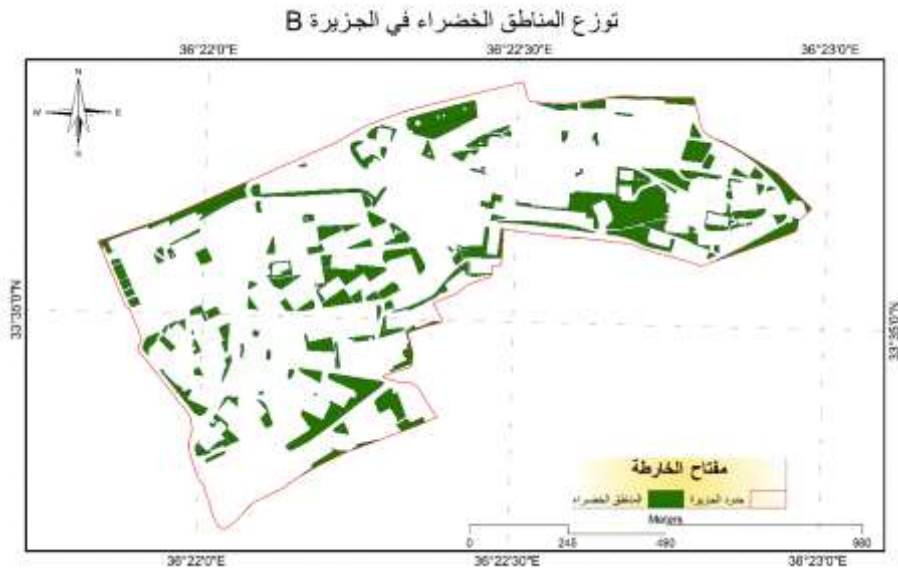 توزع المناطق الخضراء في الجزيرة B
36°22'0"E 36°22'30"E 36°23'0"E
N
W E
S
33°35'0"N 33°35'0"N
مفتاح الخارطة
حدود الجزيرة المناطق الخضراء
Meters
0 245 490 980
36°22'0"E 36°22'30"E 36°23'0"E